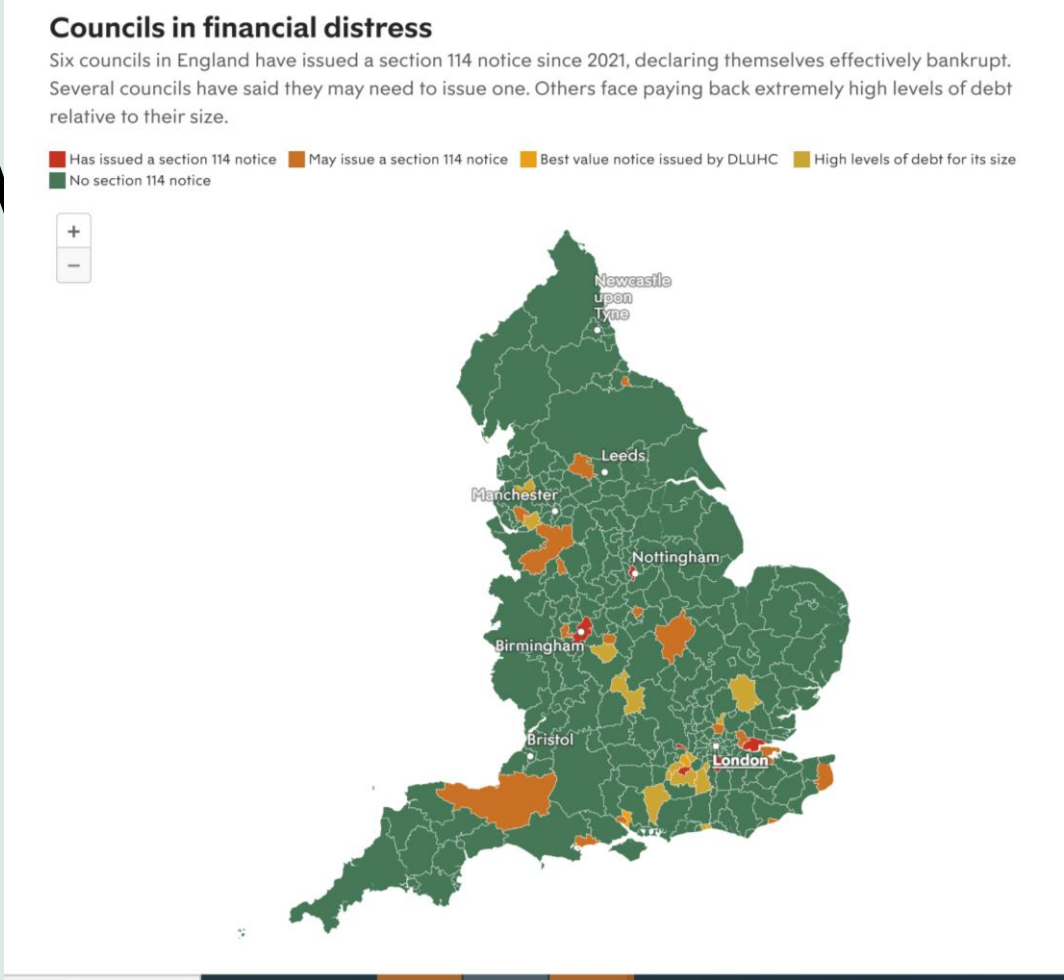 Councils in financial distress
Six councils in England have issued a section 114 notice since 2021, declaring themselves effectively bankrupt.
Several councils have said they may need to issue one. Others face paying back extremely high levels of debt
relative to their size.
Has issued a section 114 notice May issue a section 114 notice Best value notice issued by DLUHC High levels of debt for its size
No section 114 notice
+
−
Newcastle
upon
Tyne
Leeds
Manchester
Nottingham
Birmingham
Bristol
London